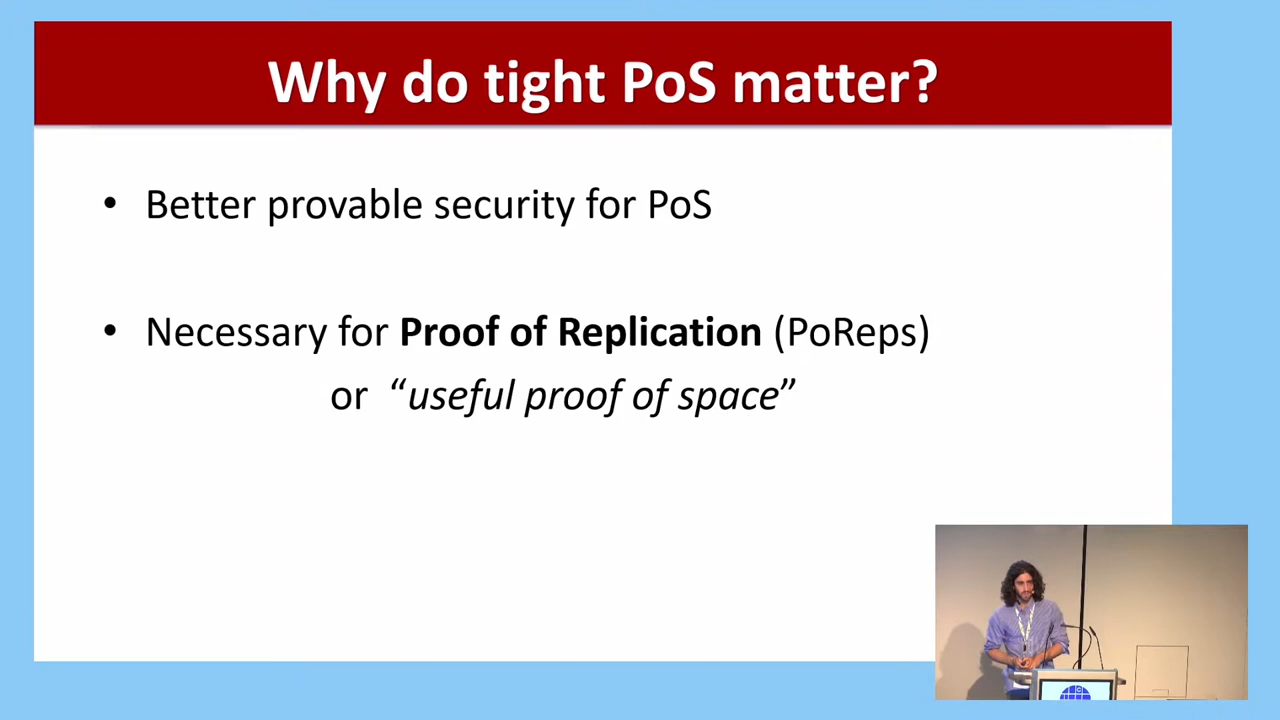 Why do tight PoS matter?
• Better provable security for PoS
• Necessary for Proof of Replication (PoReps)
or “useful proof of space”